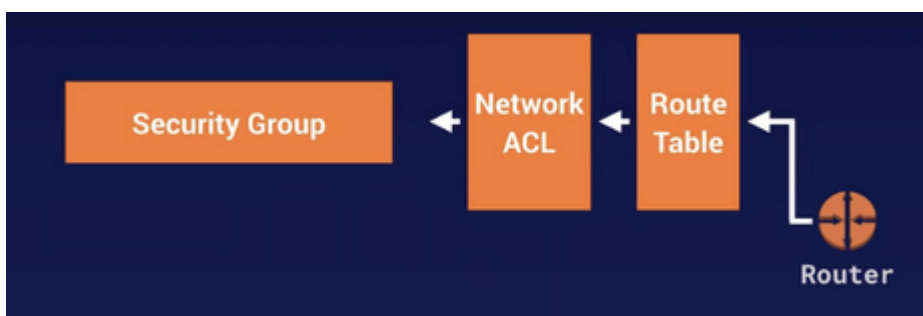 Security Group
Network
ACL
Route
Table
Router